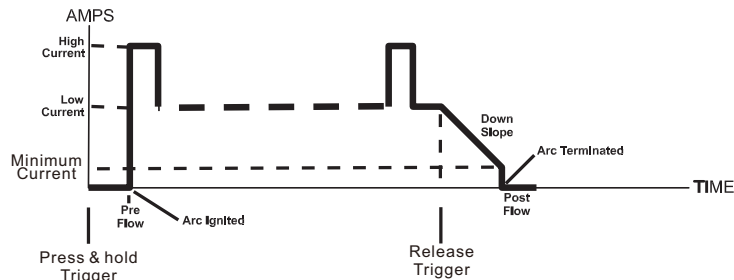 AMPS
High
Current
Low
Current
Minimum
Current
Down
Slope
Arc Terminated
TIME
Pre
Flow
Arc Ignited
Post
Flow
Press & hold
Trigger
Release
Trigger